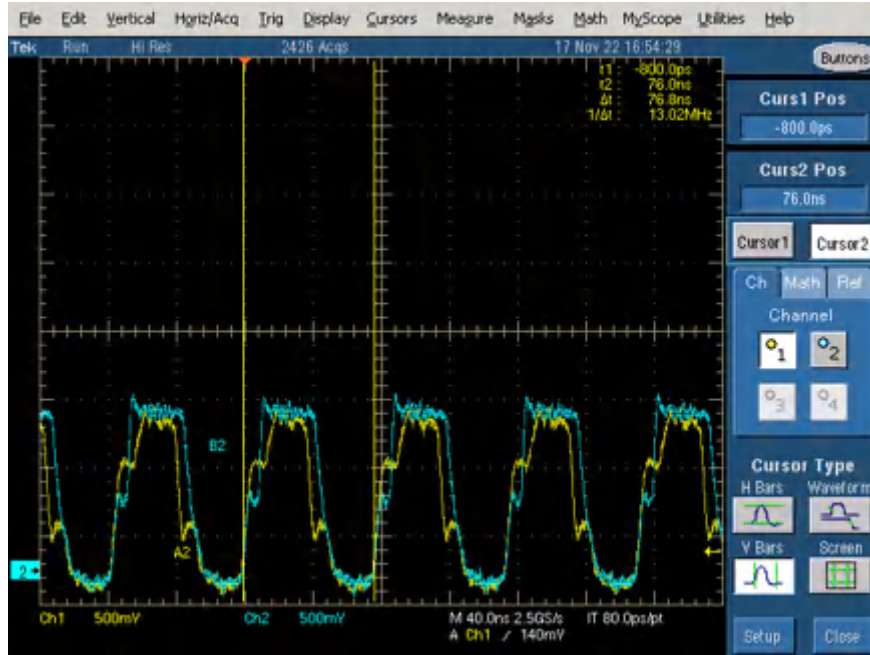 File Edit Vertical Horiz/Acq Trig Display Cursors Measure Masks Math MyScope Utilities Help
Tek Run Hi Res 2426 Acqs 17 Nov 22 16:54:29
Buttons
t1 : -800.0ps
t2 : 76.0ns
Δt : 76.8ns
1/Δt : 13.02MHz
Curs1 Pos
-800.0ps
Curs2 Pos
76.0ns
Cursor1 Cursor2
Ch Math Ref
Channel
1 2
3 4
B2
A2
2
Cursor Type
H Bars Waveform
V Bars Screen
Ch1 500mV Ch2 500mV M 40.0ns 2.5GS/s IT 80.0ps/pt
A Ch1 / 140mV
Setup Close